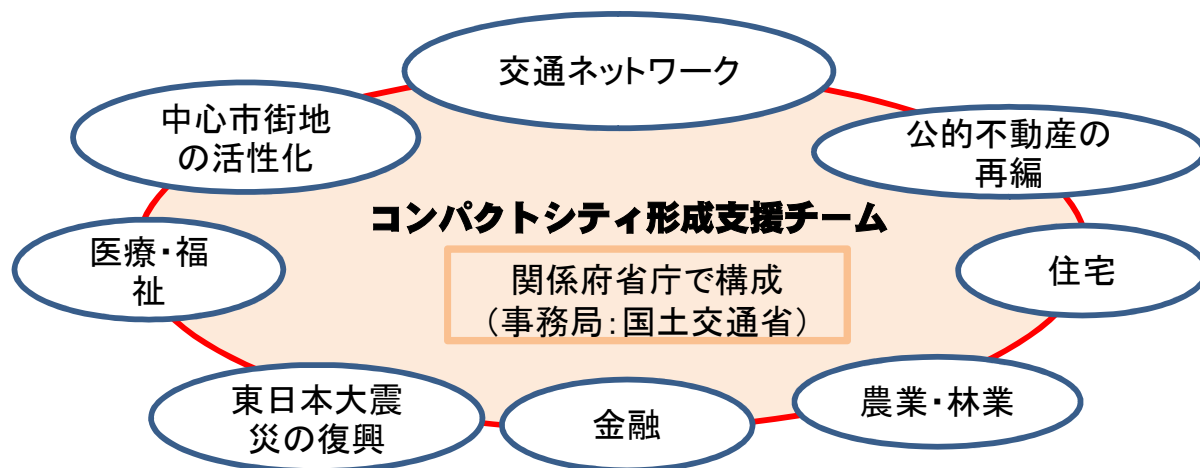 交通ネットワーク
中心市街地
の活性化
公的不動産の
再編
コンパクトシティ形成支援チーム
医療・福
祉
関係府省庁で構成
（事務局：国土交通省）
住宅
東日本大震
災の復興
金融
農業・林業